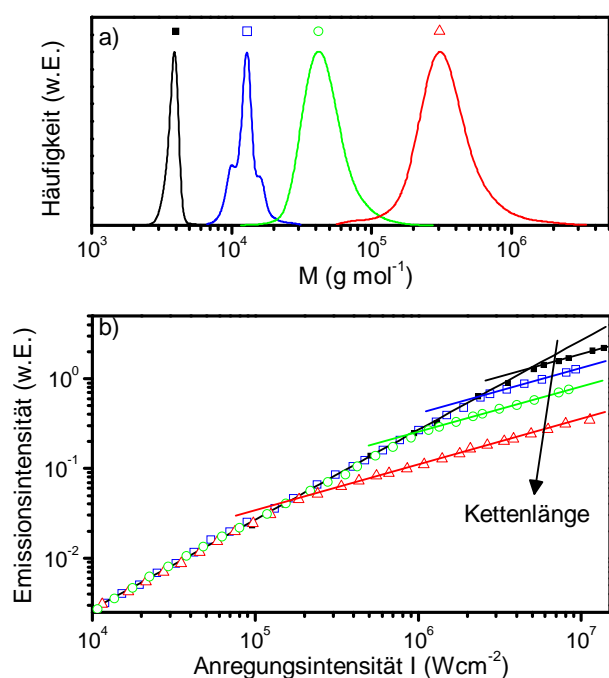 a)
Häufigkeit (w.E.)
10³ 10⁴ 10⁵ 10⁶
M (g mol⁻¹)
b)
Emissionsintensität (w.E.)
10⁰
10⁻¹
10⁻²
Kettenlänge
10⁴ 10⁵ 10⁶ 10⁷
Anregungsintensität I (Wcm⁻²)